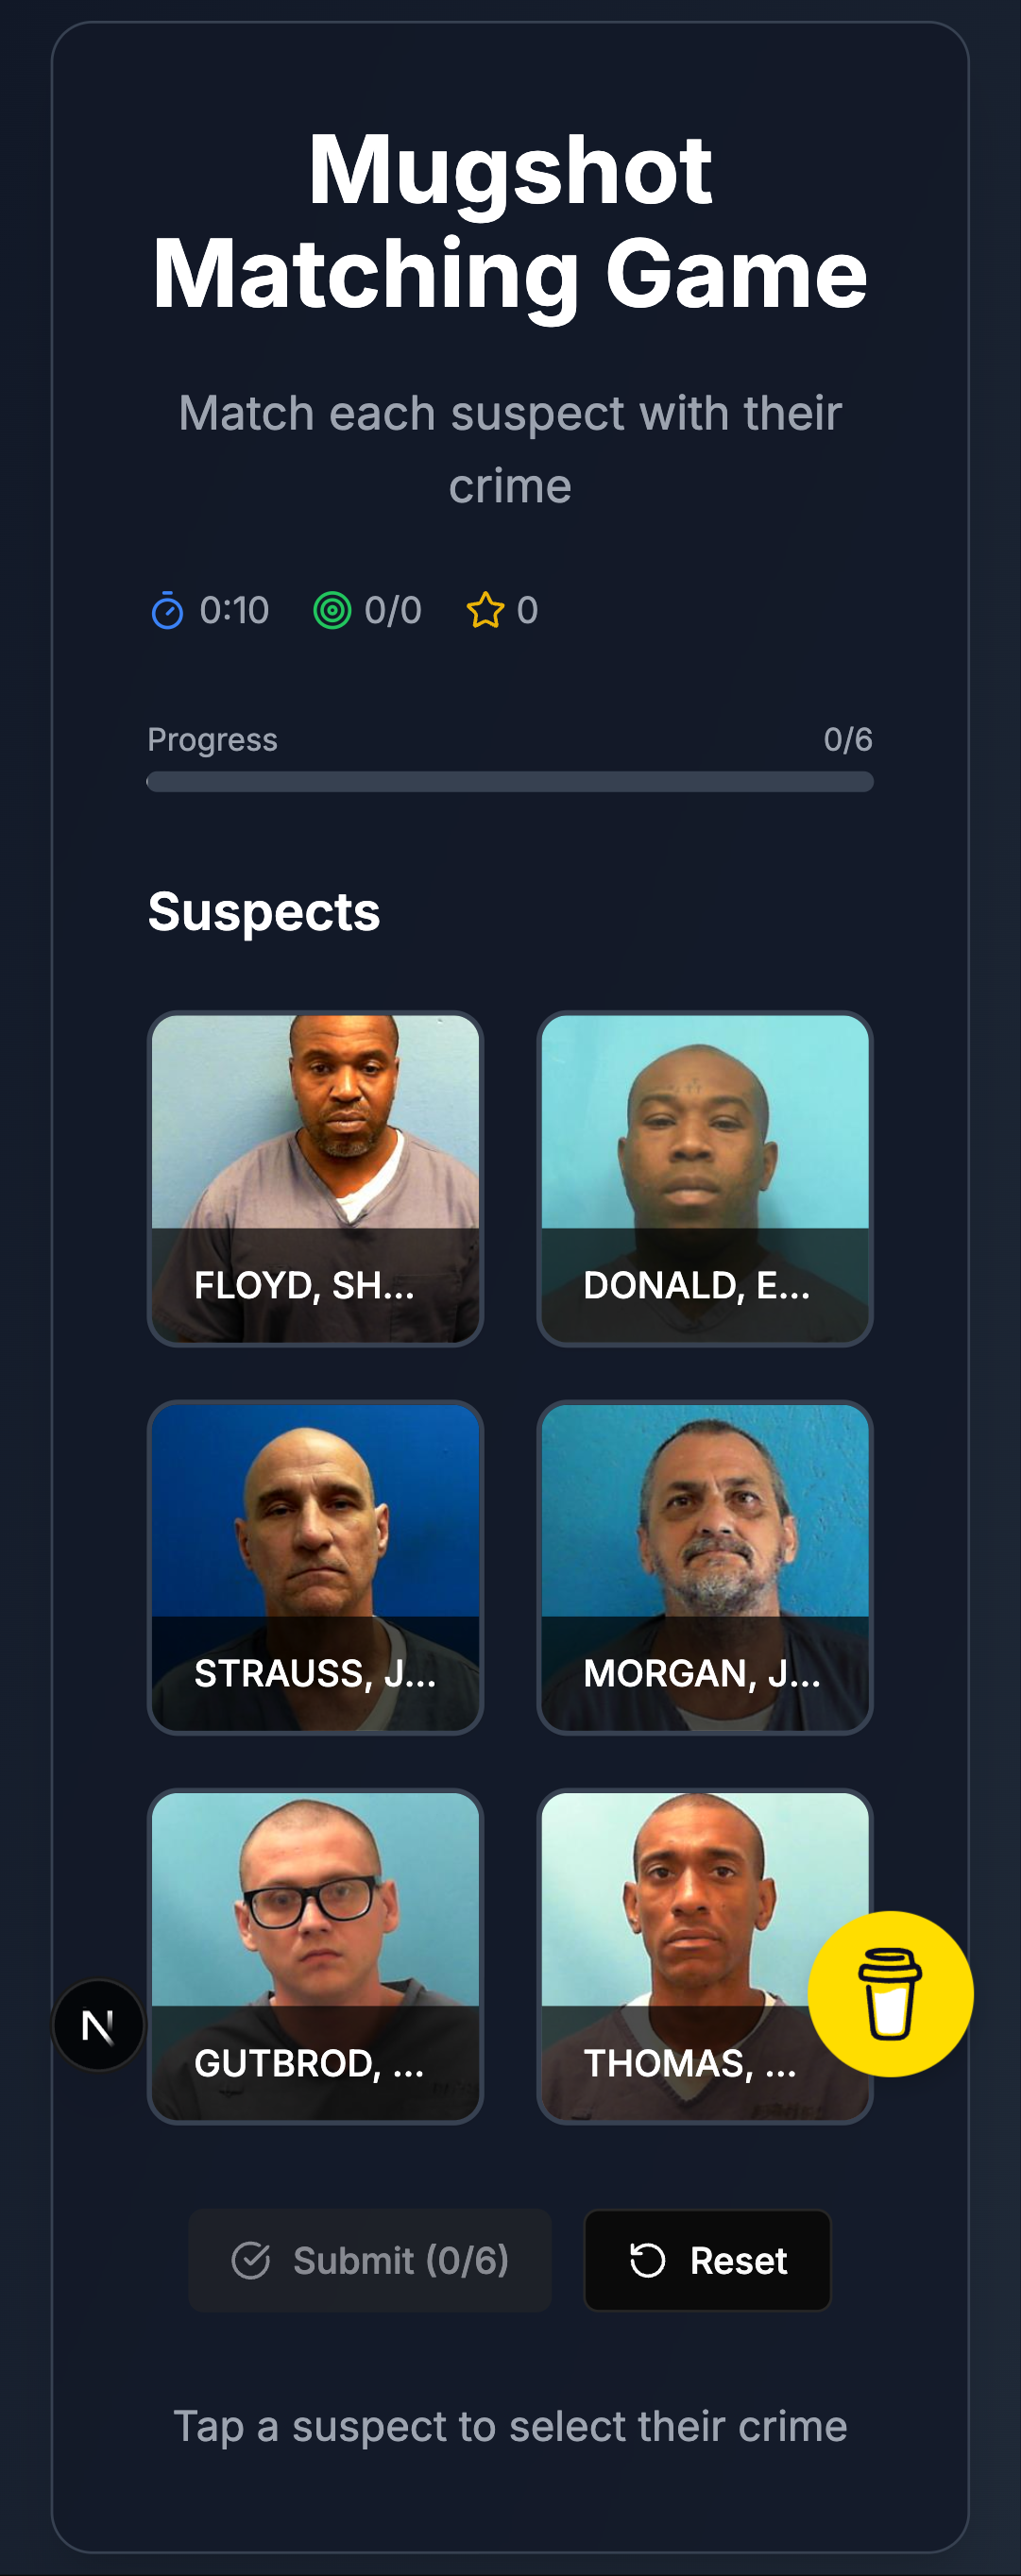 Mugshot
Matching Game
Match each suspect with their
crime
0:10 0/0 0
Progress 0/6
Suspects
FLOYD, SH... DONALD, E...
STRAUSS, J... MORGAN, J...
GUTBROD, ... THOMAS, ...
N
Submit (0/6) Reset
Tap a suspect to select their crime